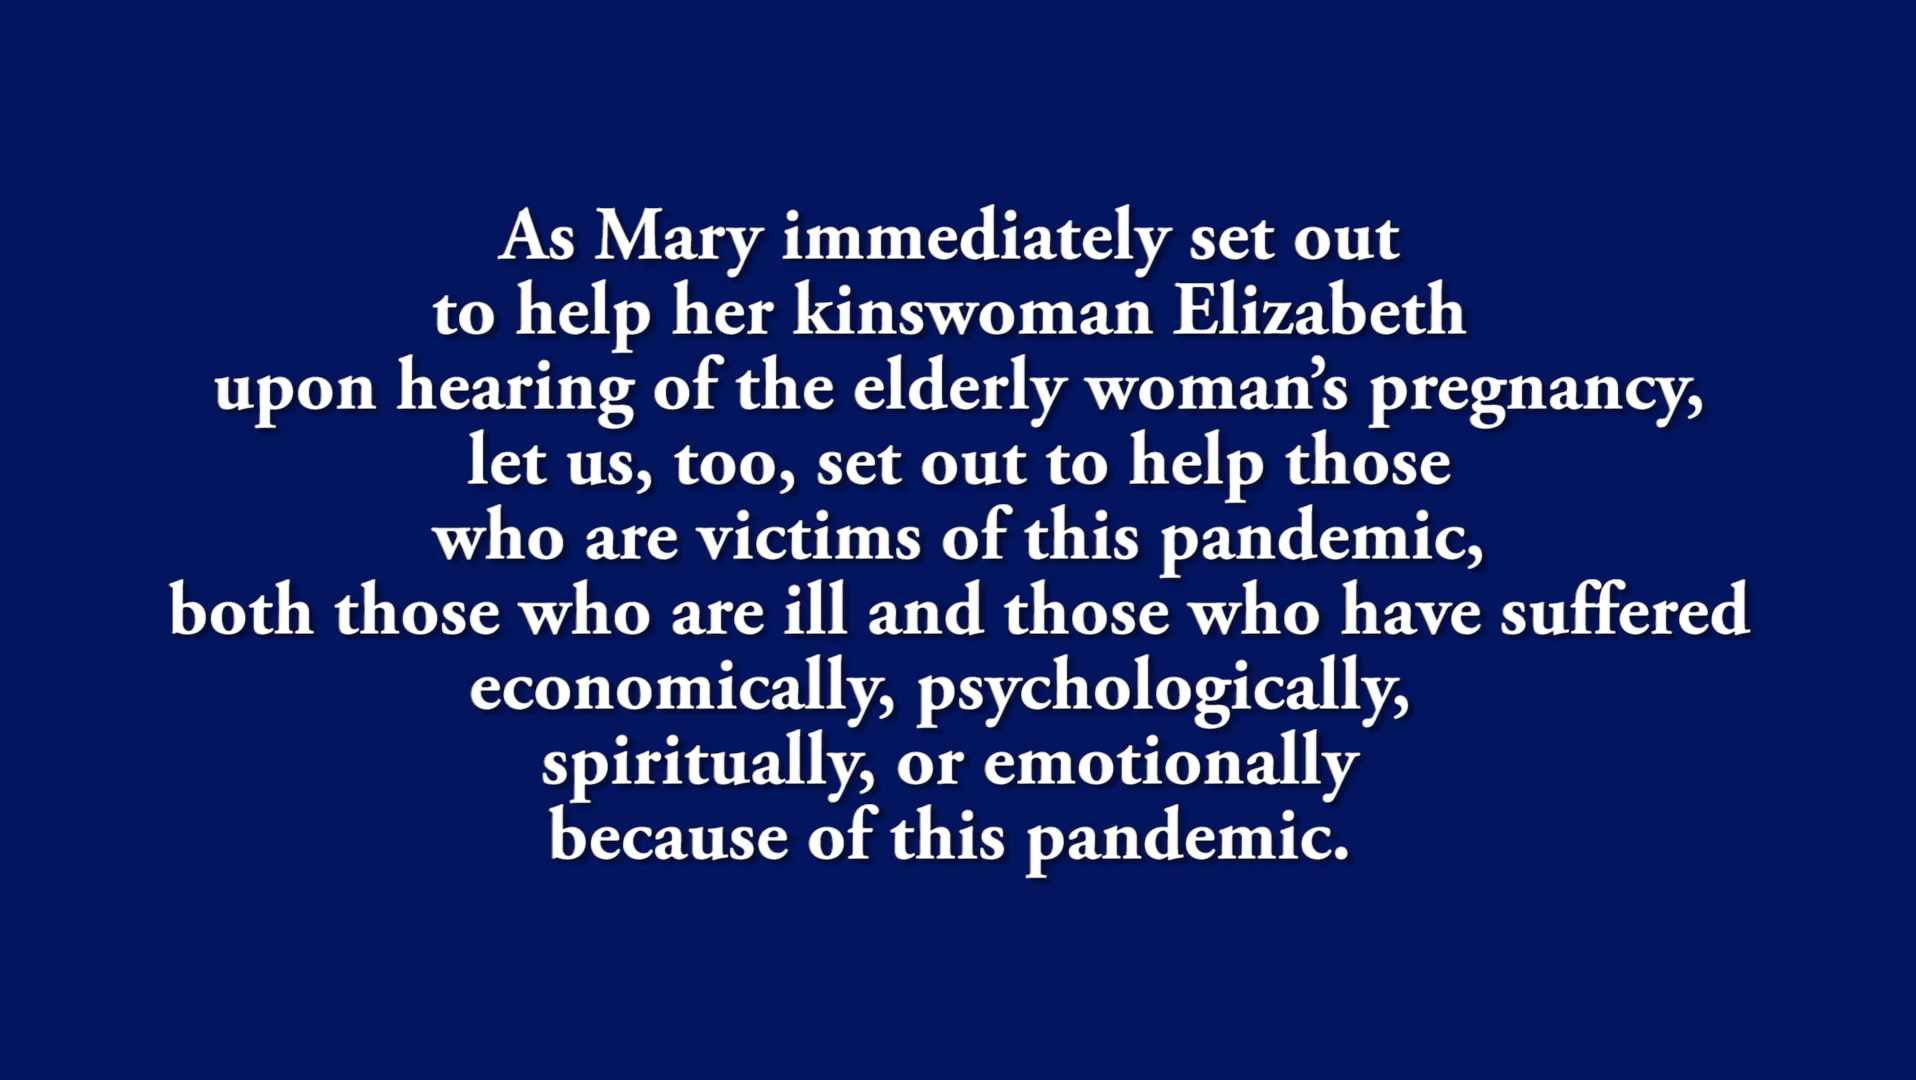 As Mary immediately set out
to help her kinswoman Elizabeth
upon hearing of the elderly woman’s pregnancy,
let us, too, set out to help those
who are victims of this pandemic,
both those who are ill and those who have suffered
economically, psychologically,
spiritually, or emotionally
because of this pandemic.